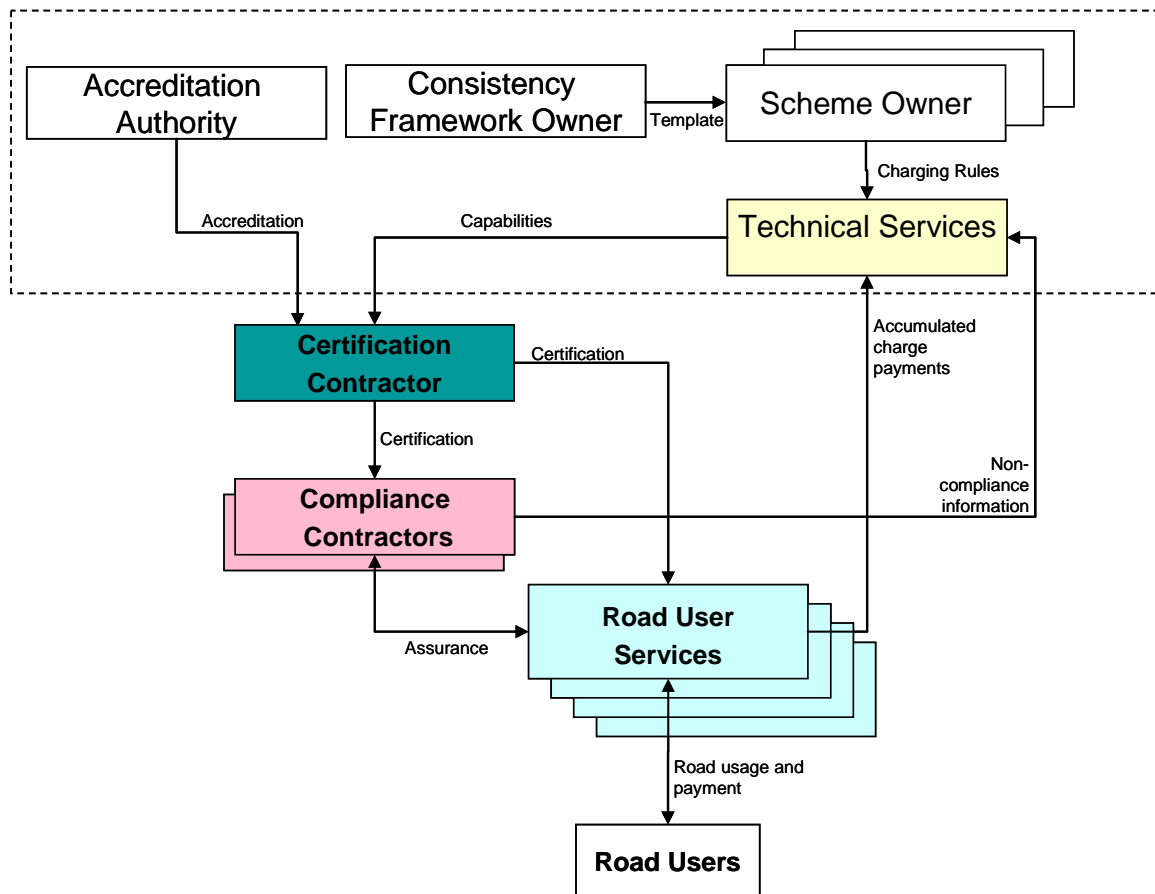 Accreditation
Authority
Consistency
Framework Owner
Template
Scheme Owner
Charging Rules
Accreditation
Capabilities
Technical Services
Certification
Contractor
Certification
Accumulated
charge
payments
Certification
Compliance
Contractors
Non-
compliance
information
Road User
Services
Assurance
Road usage and
payment
Road Users